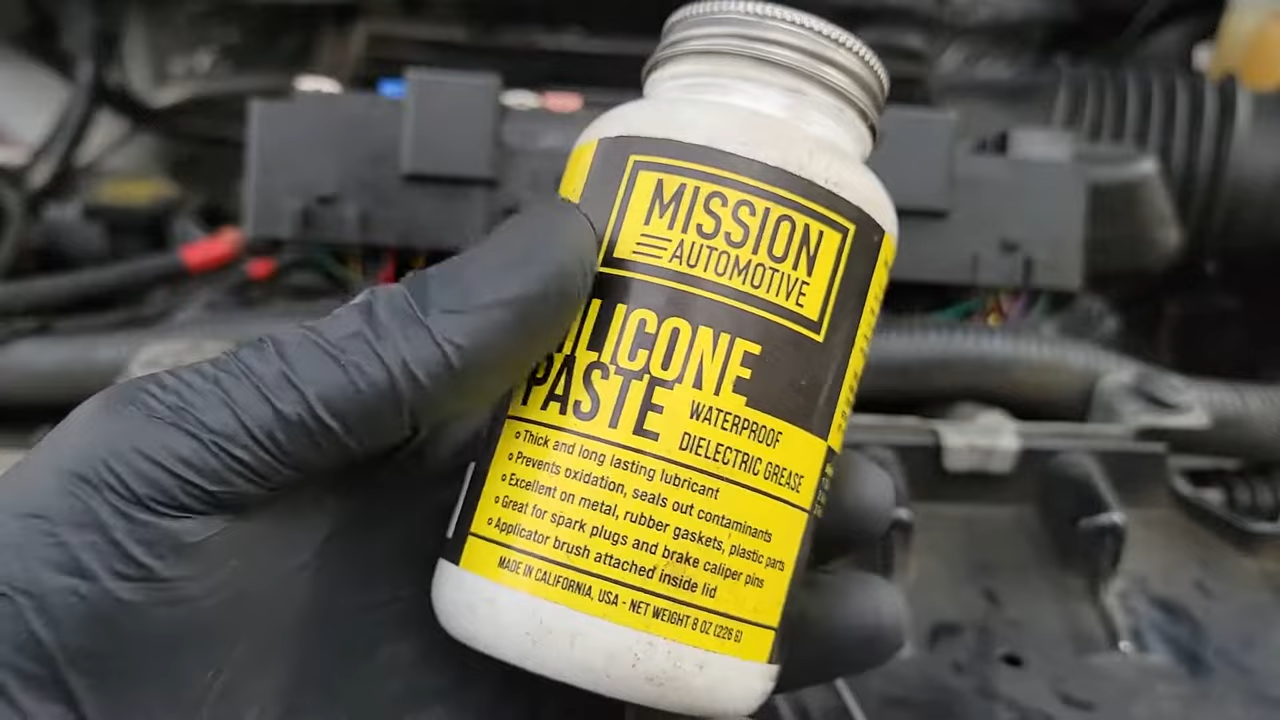 MISSION
AUTOMOTIVE
SILICONE
PASTE
WATERPROOF
DIELECTRIC GREASE
° Thick and long lasting lubricant
° Prevents oxidation, seals out contaminants
° Excellent on metal, rubber gaskets, plastic parts
° Great for spark plugs and brake caliper pins
° Applicator brush attached inside lid
MADE IN CALIFORNIA, USA - NET WEIGHT 8 OZ (226 G)